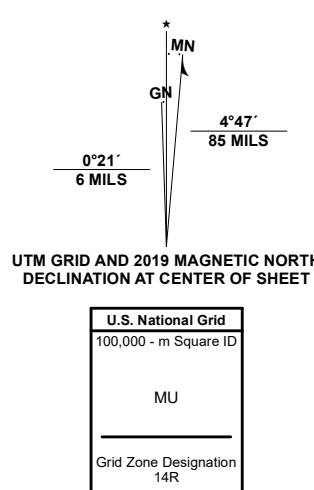 ★
MN
GN
4°47´
85 MILS
0°21´
6 MILS
UTM GRID AND 2019 MAGNETIC NORTH
DECLINATION AT CENTER OF SHEET
U.S. National Grid
100,000 - m Square ID
MU
Grid Zone Designation
14R